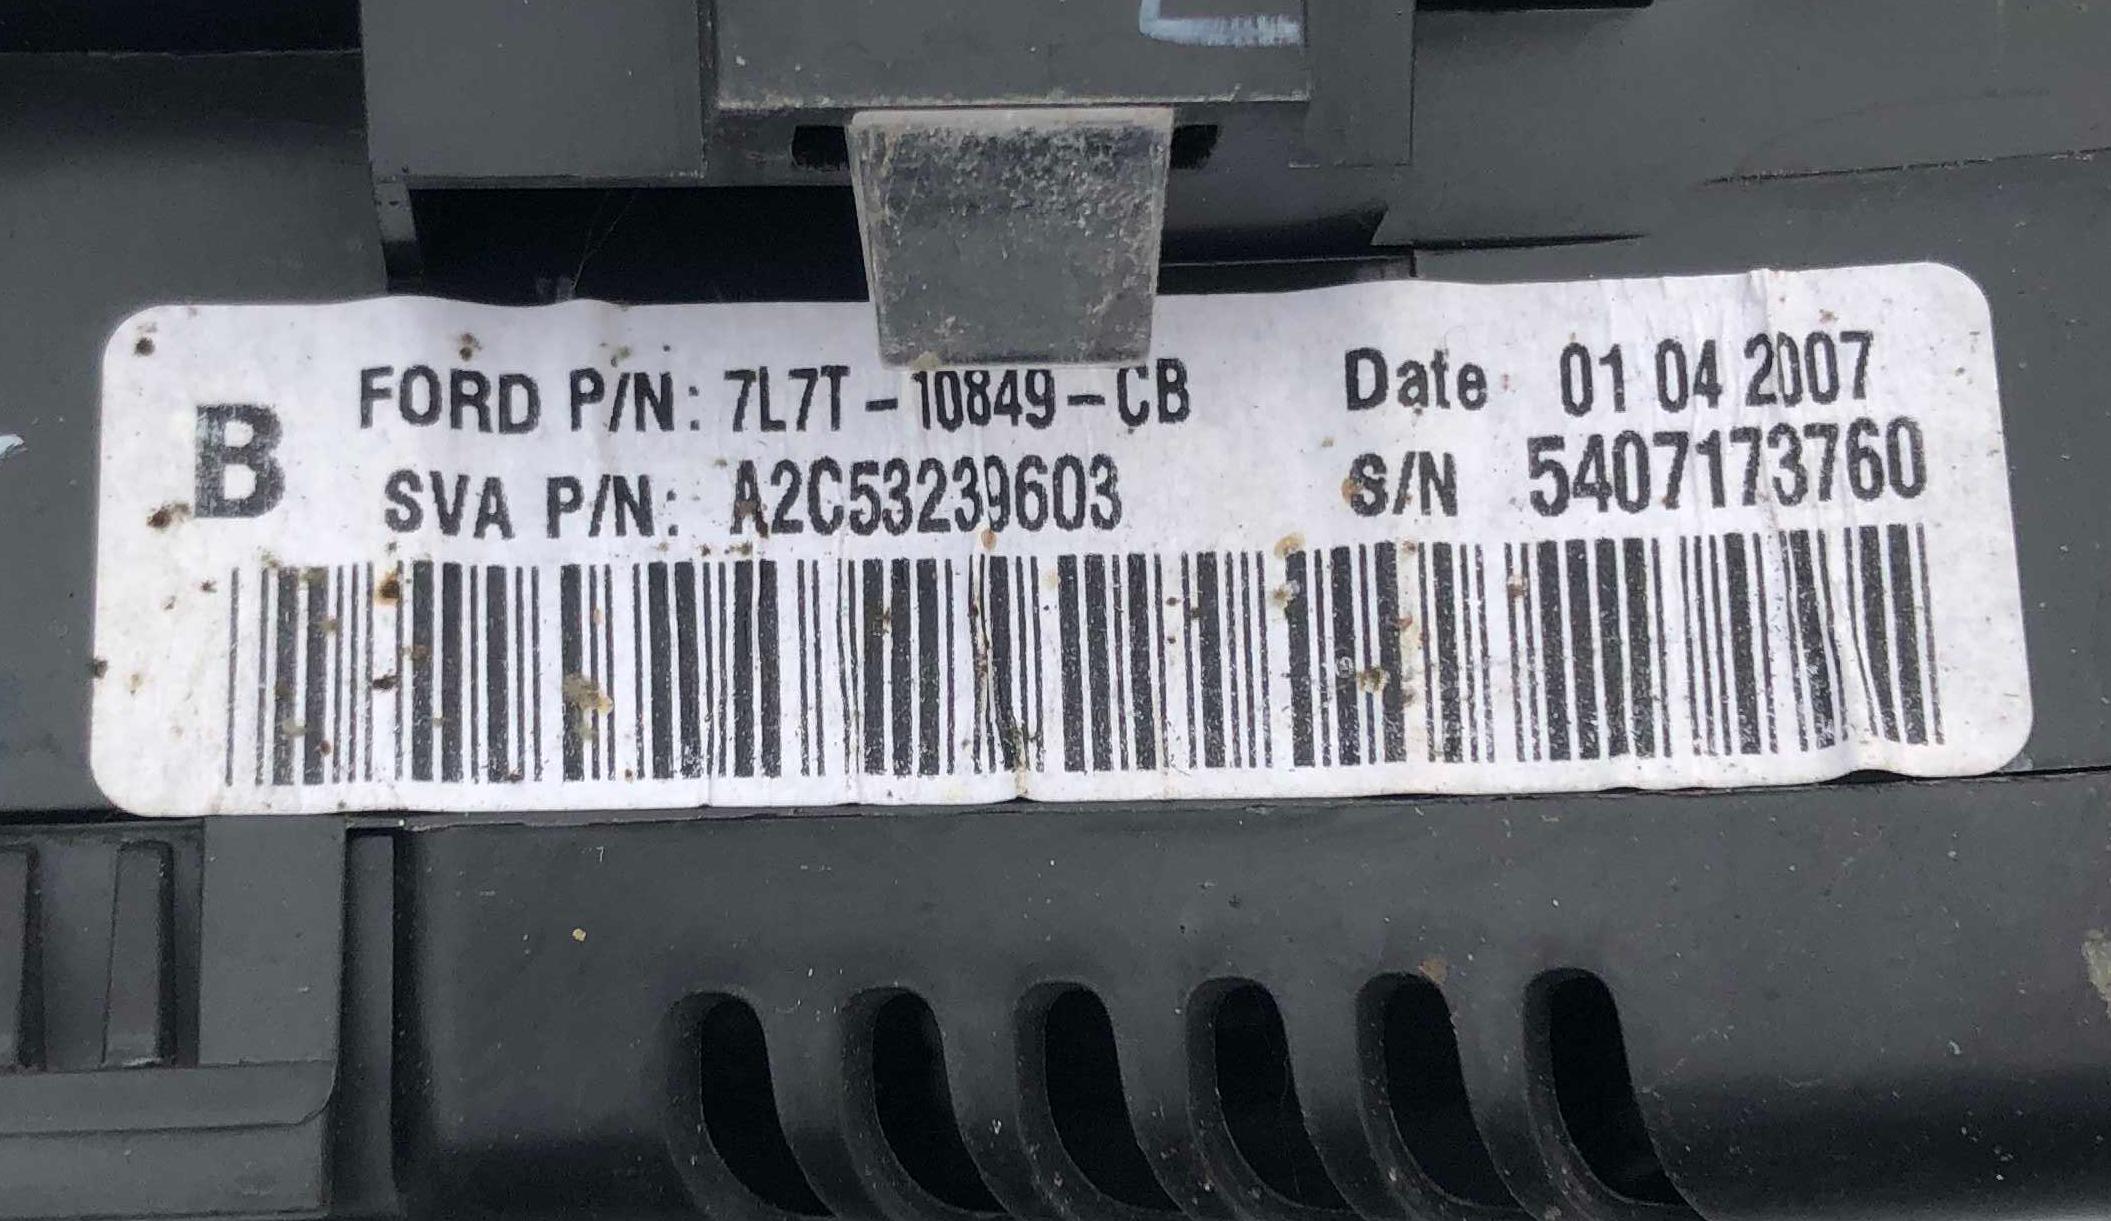 B
FORD P/N: 7L7T-10849-CB
Date 01 04 2007
SVA P/N: A2C53239603
S/N 5407173760